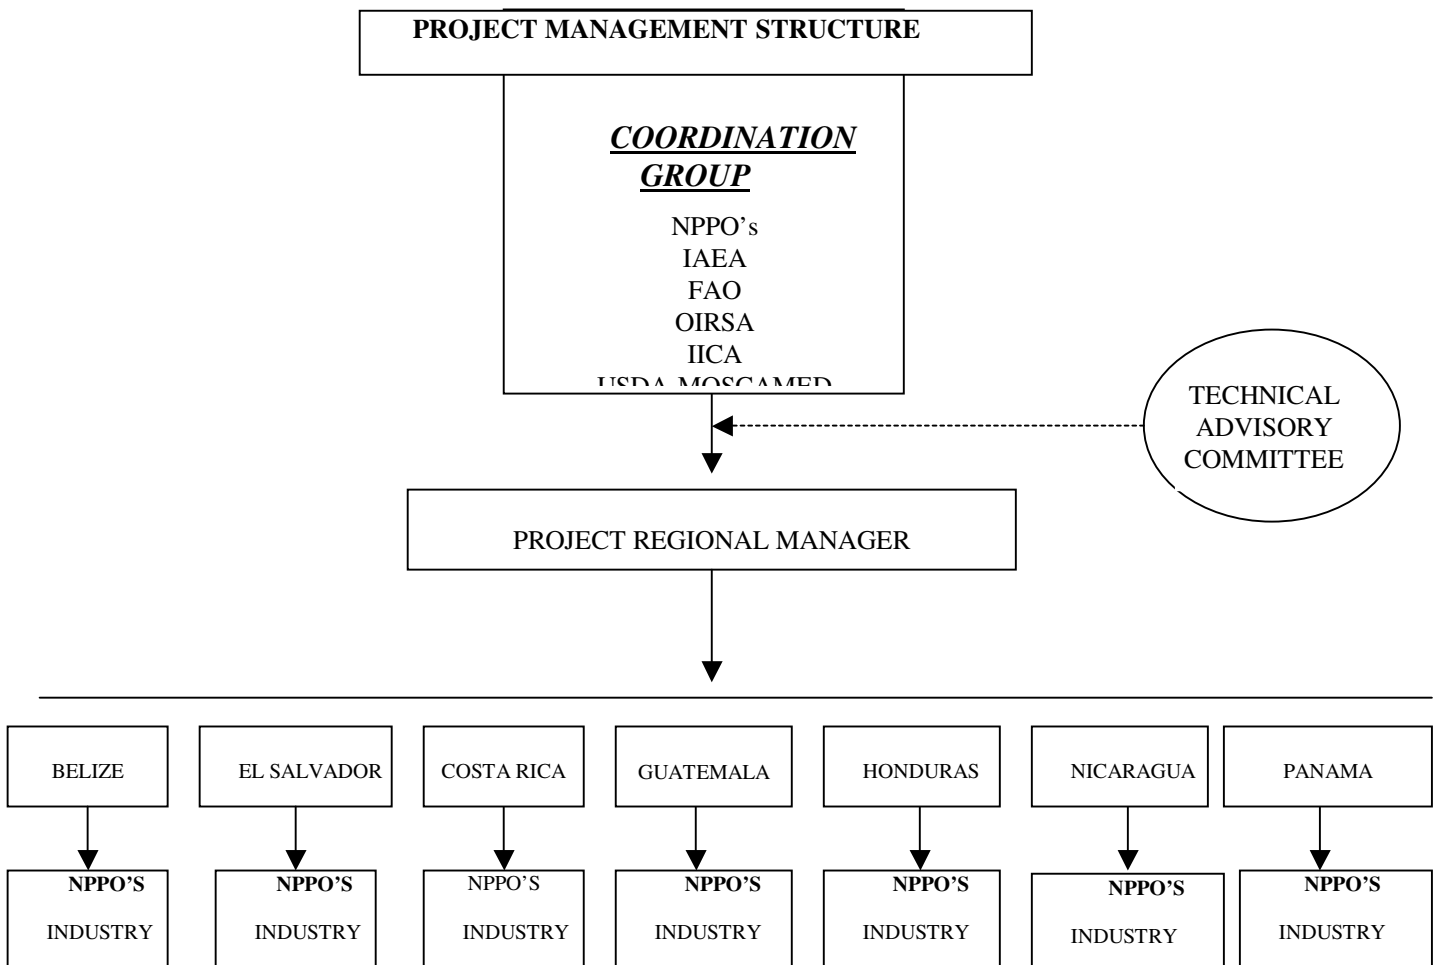 PROJECT MANAGEMENT STRUCTURE
COORDINATION
GROUP
NPPO’s
IAEA
FAO
OIRSA
IICA
USDA MOSCAMED
TECHNICAL
ADVISORY
COMMITTEE
PROJECT REGIONAL MANAGER
BELIZE
EL SALVADOR
COSTA RICA
GUATEMALA
HONDURAS
NICARAGUA
PANAMA
NPPO’S
INDUSTRY
NPPO’S
INDUSTRY
NPPO’S
INDUSTRY
NPPO’S
INDUSTRY
NPPO’S
INDUSTRY
NPPO’S
INDUSTRY
NPPO’S
INDUSTRY